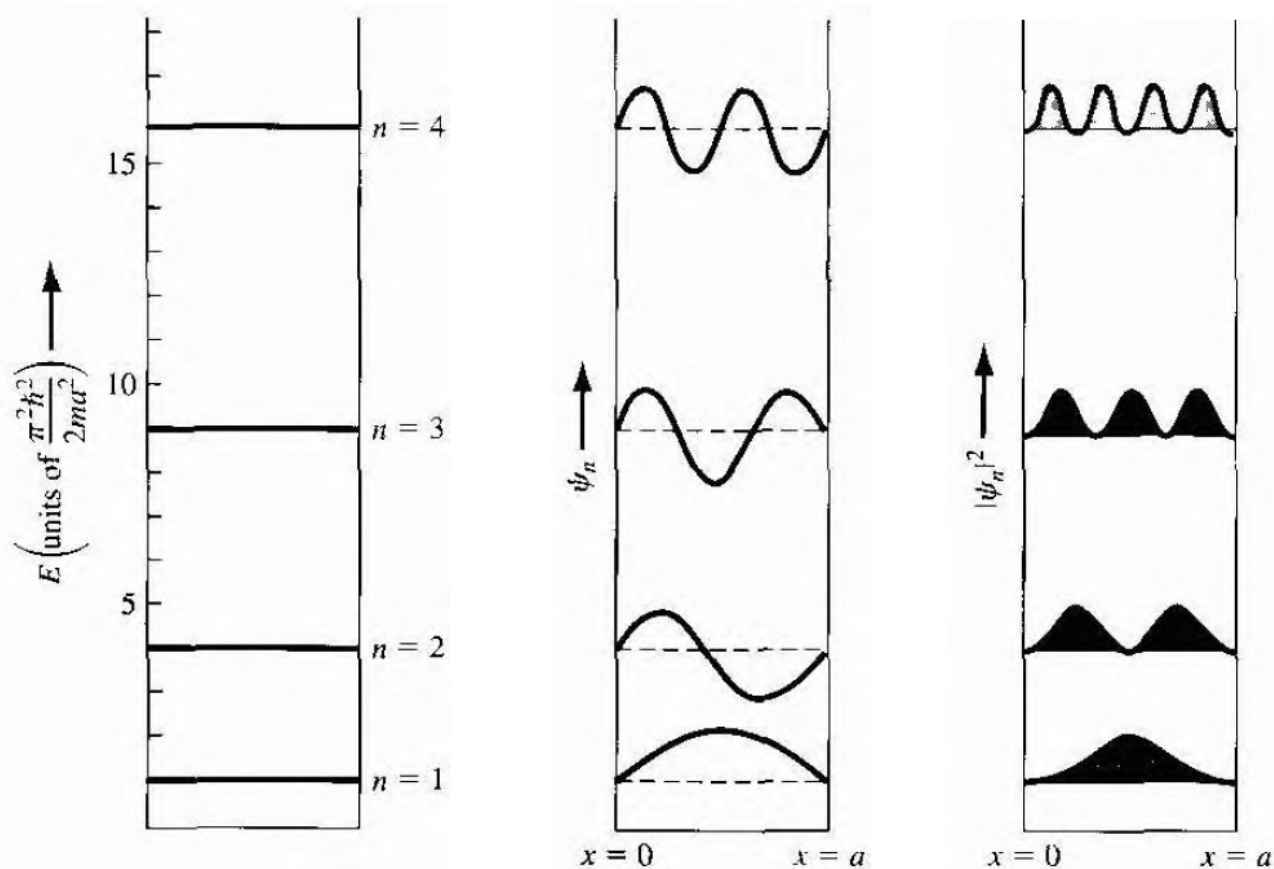 n = 4
15
10
n = 3
5
n = 2
n = 1
E (units of π²ħ²/2ma²)
ψₙ
x = 0
x = a
|ψₙ|²
x = 0
x = a